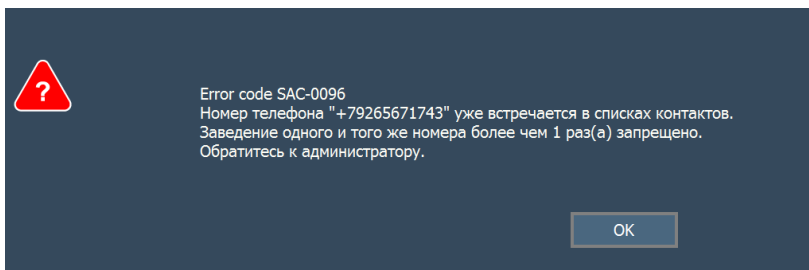 ?
Error code SAC-0096
Номер телефона "+79265671743" уже встречается в списках контактов.
Заведение одного и того же номера более чем 1 раз(а) запрещено.
Обратитесь к администратору.
OK